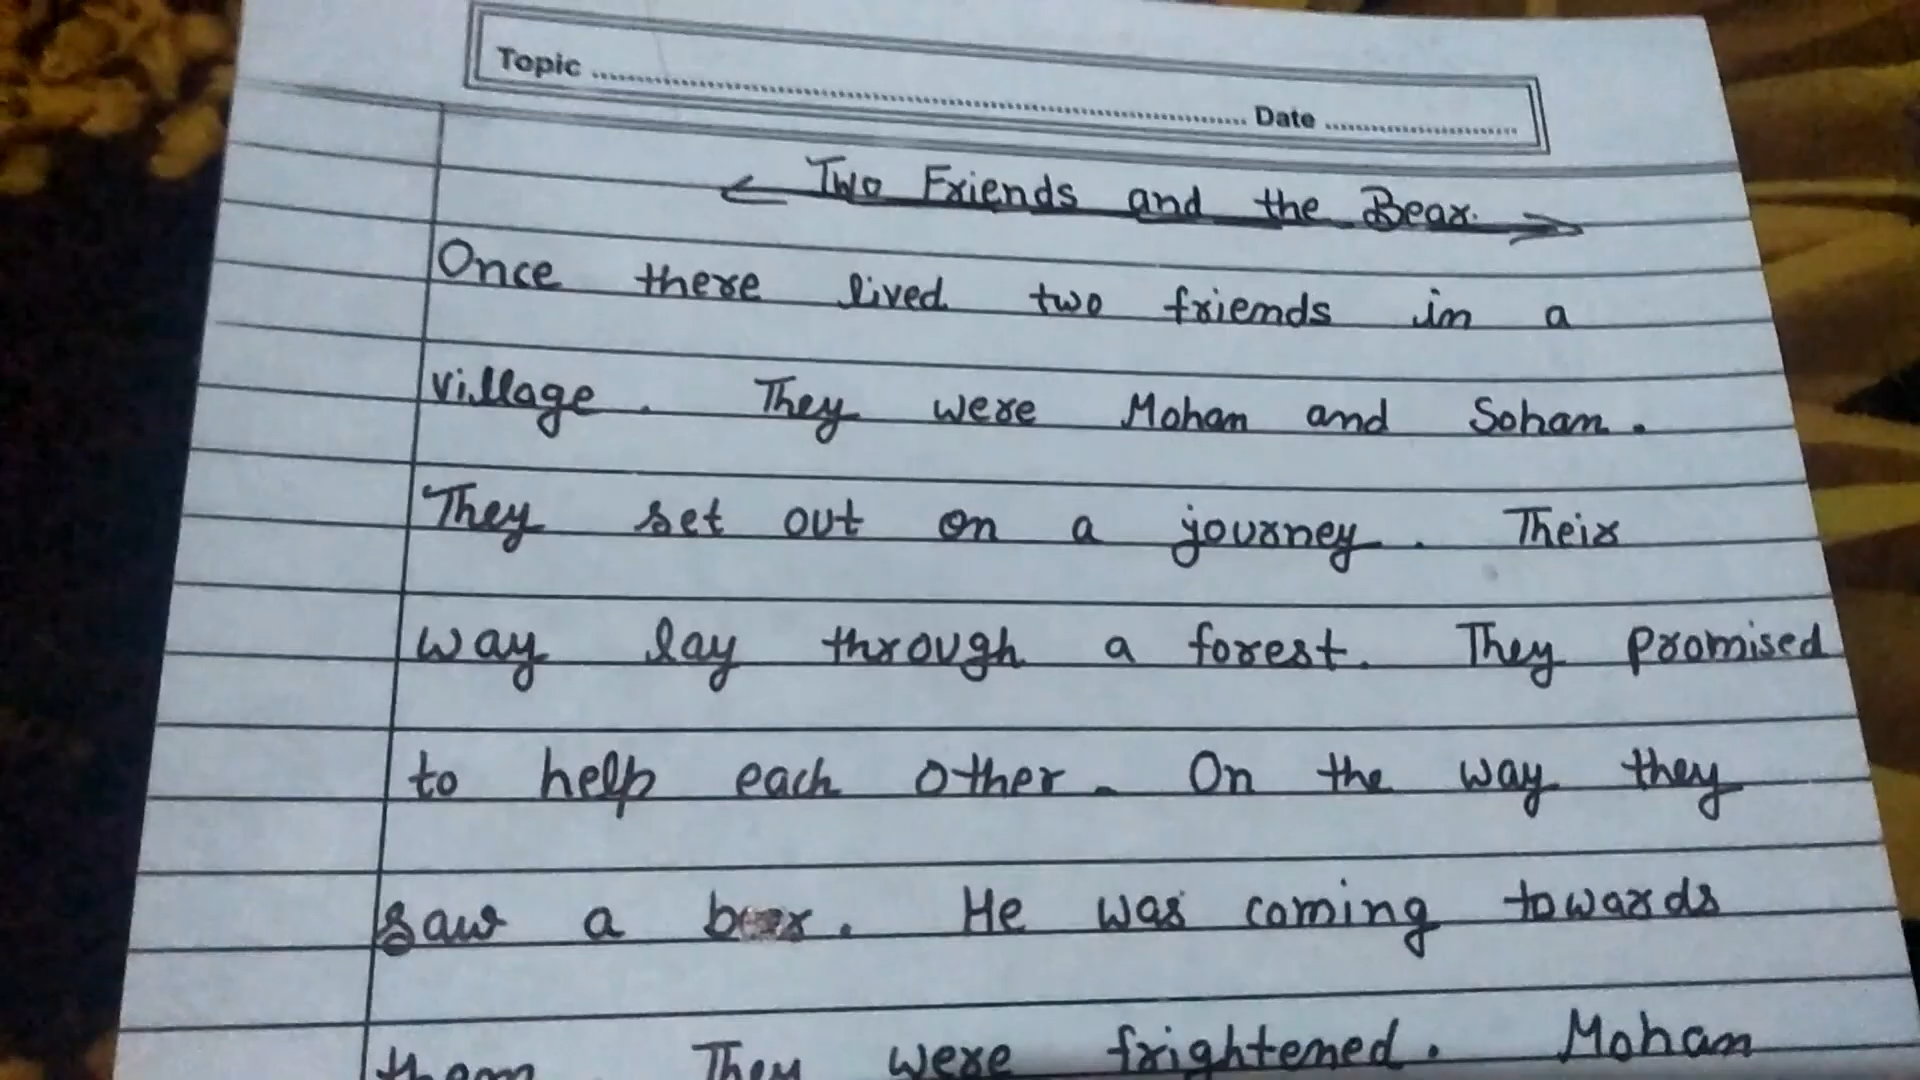 Topic ........ Date ........
Two Friends and the Bear.
Once there lived two friends in a
village. They were Mohan and Sohan.
They set out on a journey. Their
way lay through a forest. They promised
to help each other. On the way they
saw a bear. He was coming towards
them They were frightened. Mohan